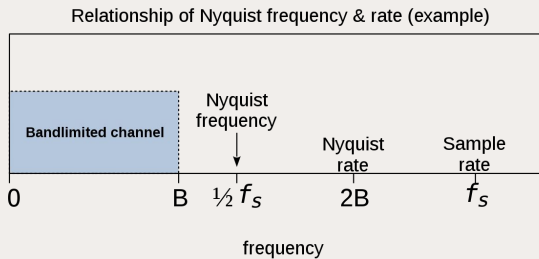 Relationship of Nyquist frequency & rate (example)
Bandlimited channel
Nyquist
frequency
Nyquist
rate
Sample
rate
0
B
½ fs
2B
fs
frequency